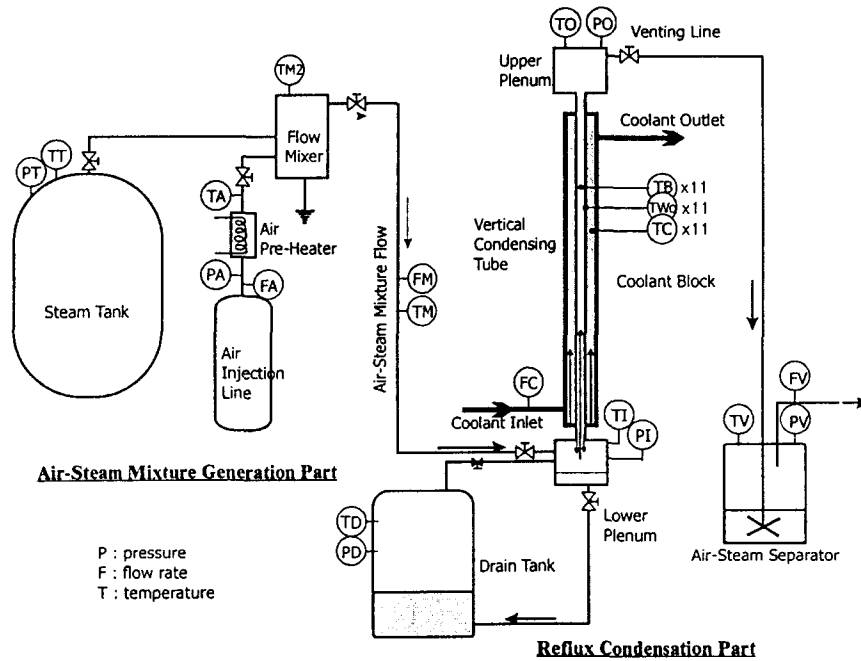 TO
PO
Venting Line
Upper
Plenum
TM2
Flow
Mixer
Coolant Outlet
PT
TT
TA
Air
Pre-Heater
TB x11
TWo x11
TC x11
Vertical
Condensing
Tube
Coolant Block
PA
FA
Steam Tank
Air
Injection
Line
Air-Steam Mixture Flow
FM
TM
FC
Coolant Inlet
TI
PI
FV
TV
PV
Air-Steam Mixture Generation Part
TD
PD
Drain Tank
Lower
Plenum
Air-Steam Separator
P : pressure
F : flow rate
T : temperature
Reflux Condensation Part